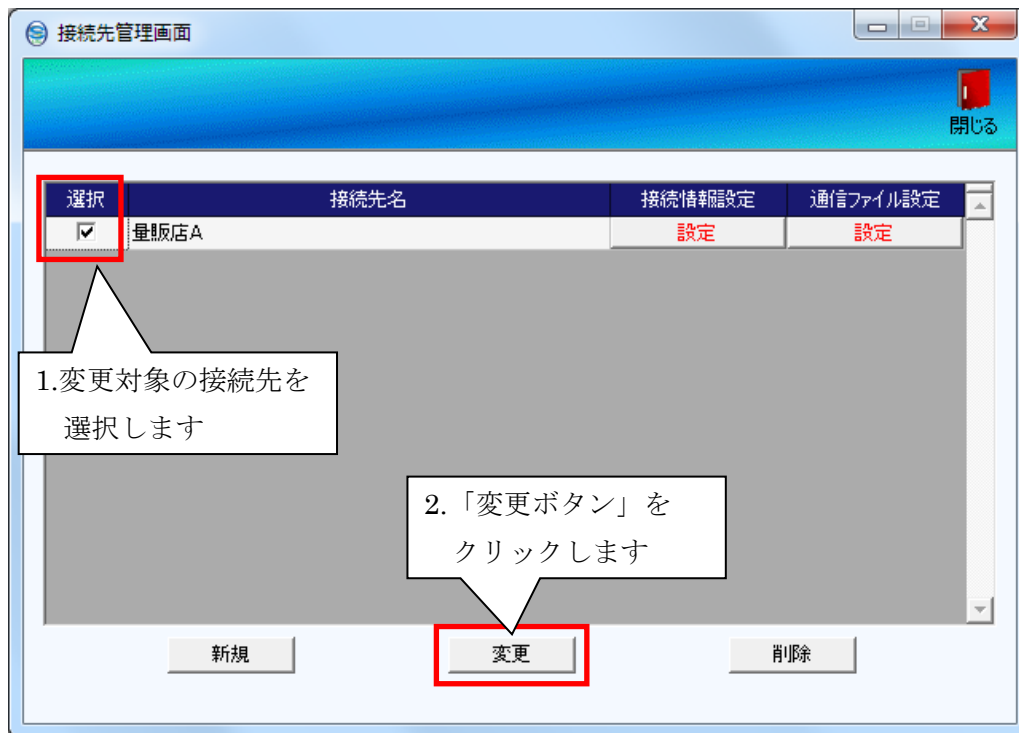 接続先管理画面
閉じる
選択 接続先名 接続情報設定 通信ファイル設定
量販店A 設定 設定
1.変更対象の接続先を
選択します
2.「変更ボタン」を
クリックします
新規 変更 削除